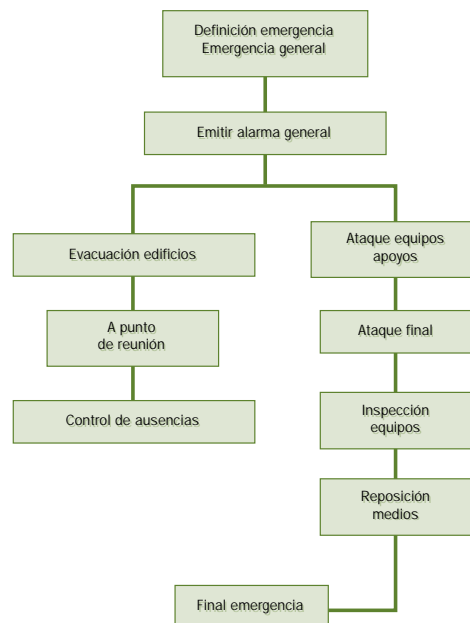 Definición emergencia
Emergencia general
Emitir alarma general
Evacuación edificios
A punto
de reunión
Control de ausencias
Ataque equipos
apoyos
Ataque final
Inspección
equipos
Reposición
medios
Final emergencia